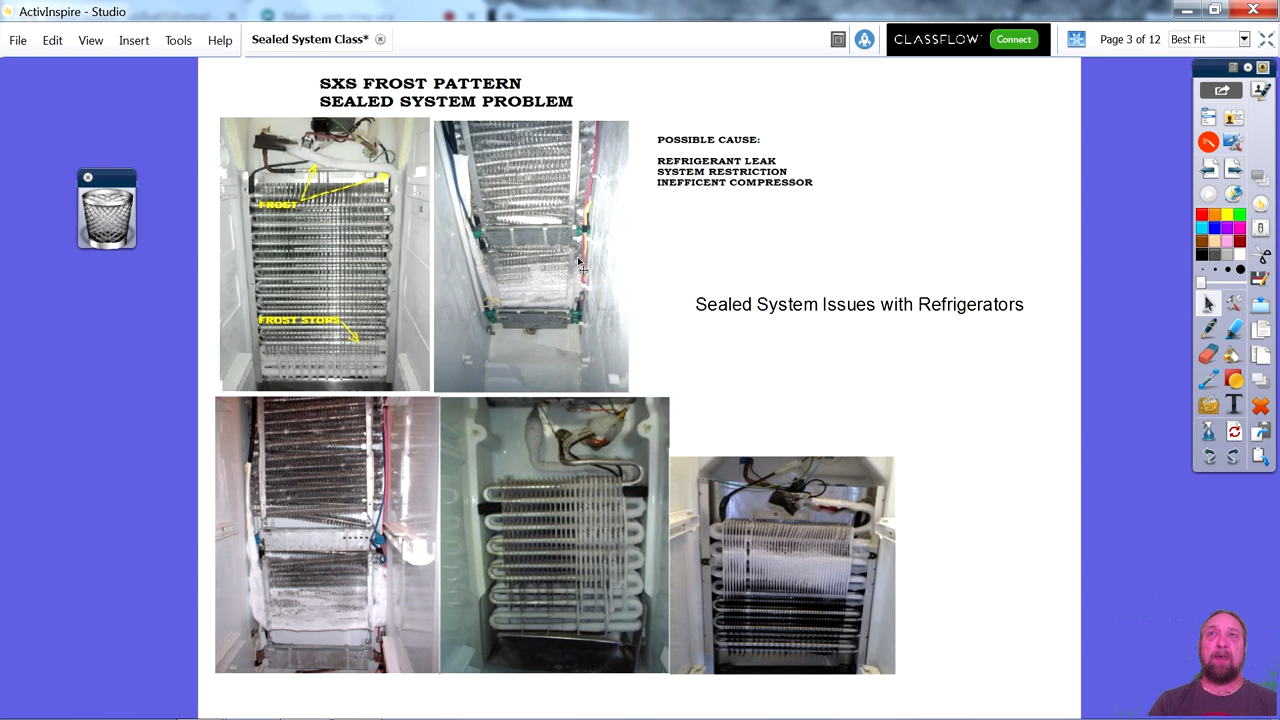 ActivInspire - Studio
File Edit View Insert Tools Help
Sealed System Class*
CLASSFLOW
Connect
Page 3 of 12
Best Fit
SXS FROST PATTERN
SEALED SYSTEM PROBLEM
POSSIBLE CAUSE:
REFRIGERANT LEAK
SYSTEM RESTRICTION
INEFFICENT COMPRESSOR
FROST
FROST STOPS
Sealed System Issues with Refrigerators